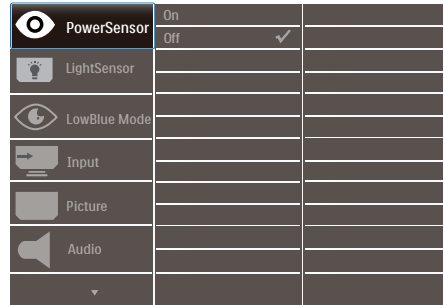 PowerSensor
On
Off
LightSensor
LowBlue Mode
Input
Picture
Audio